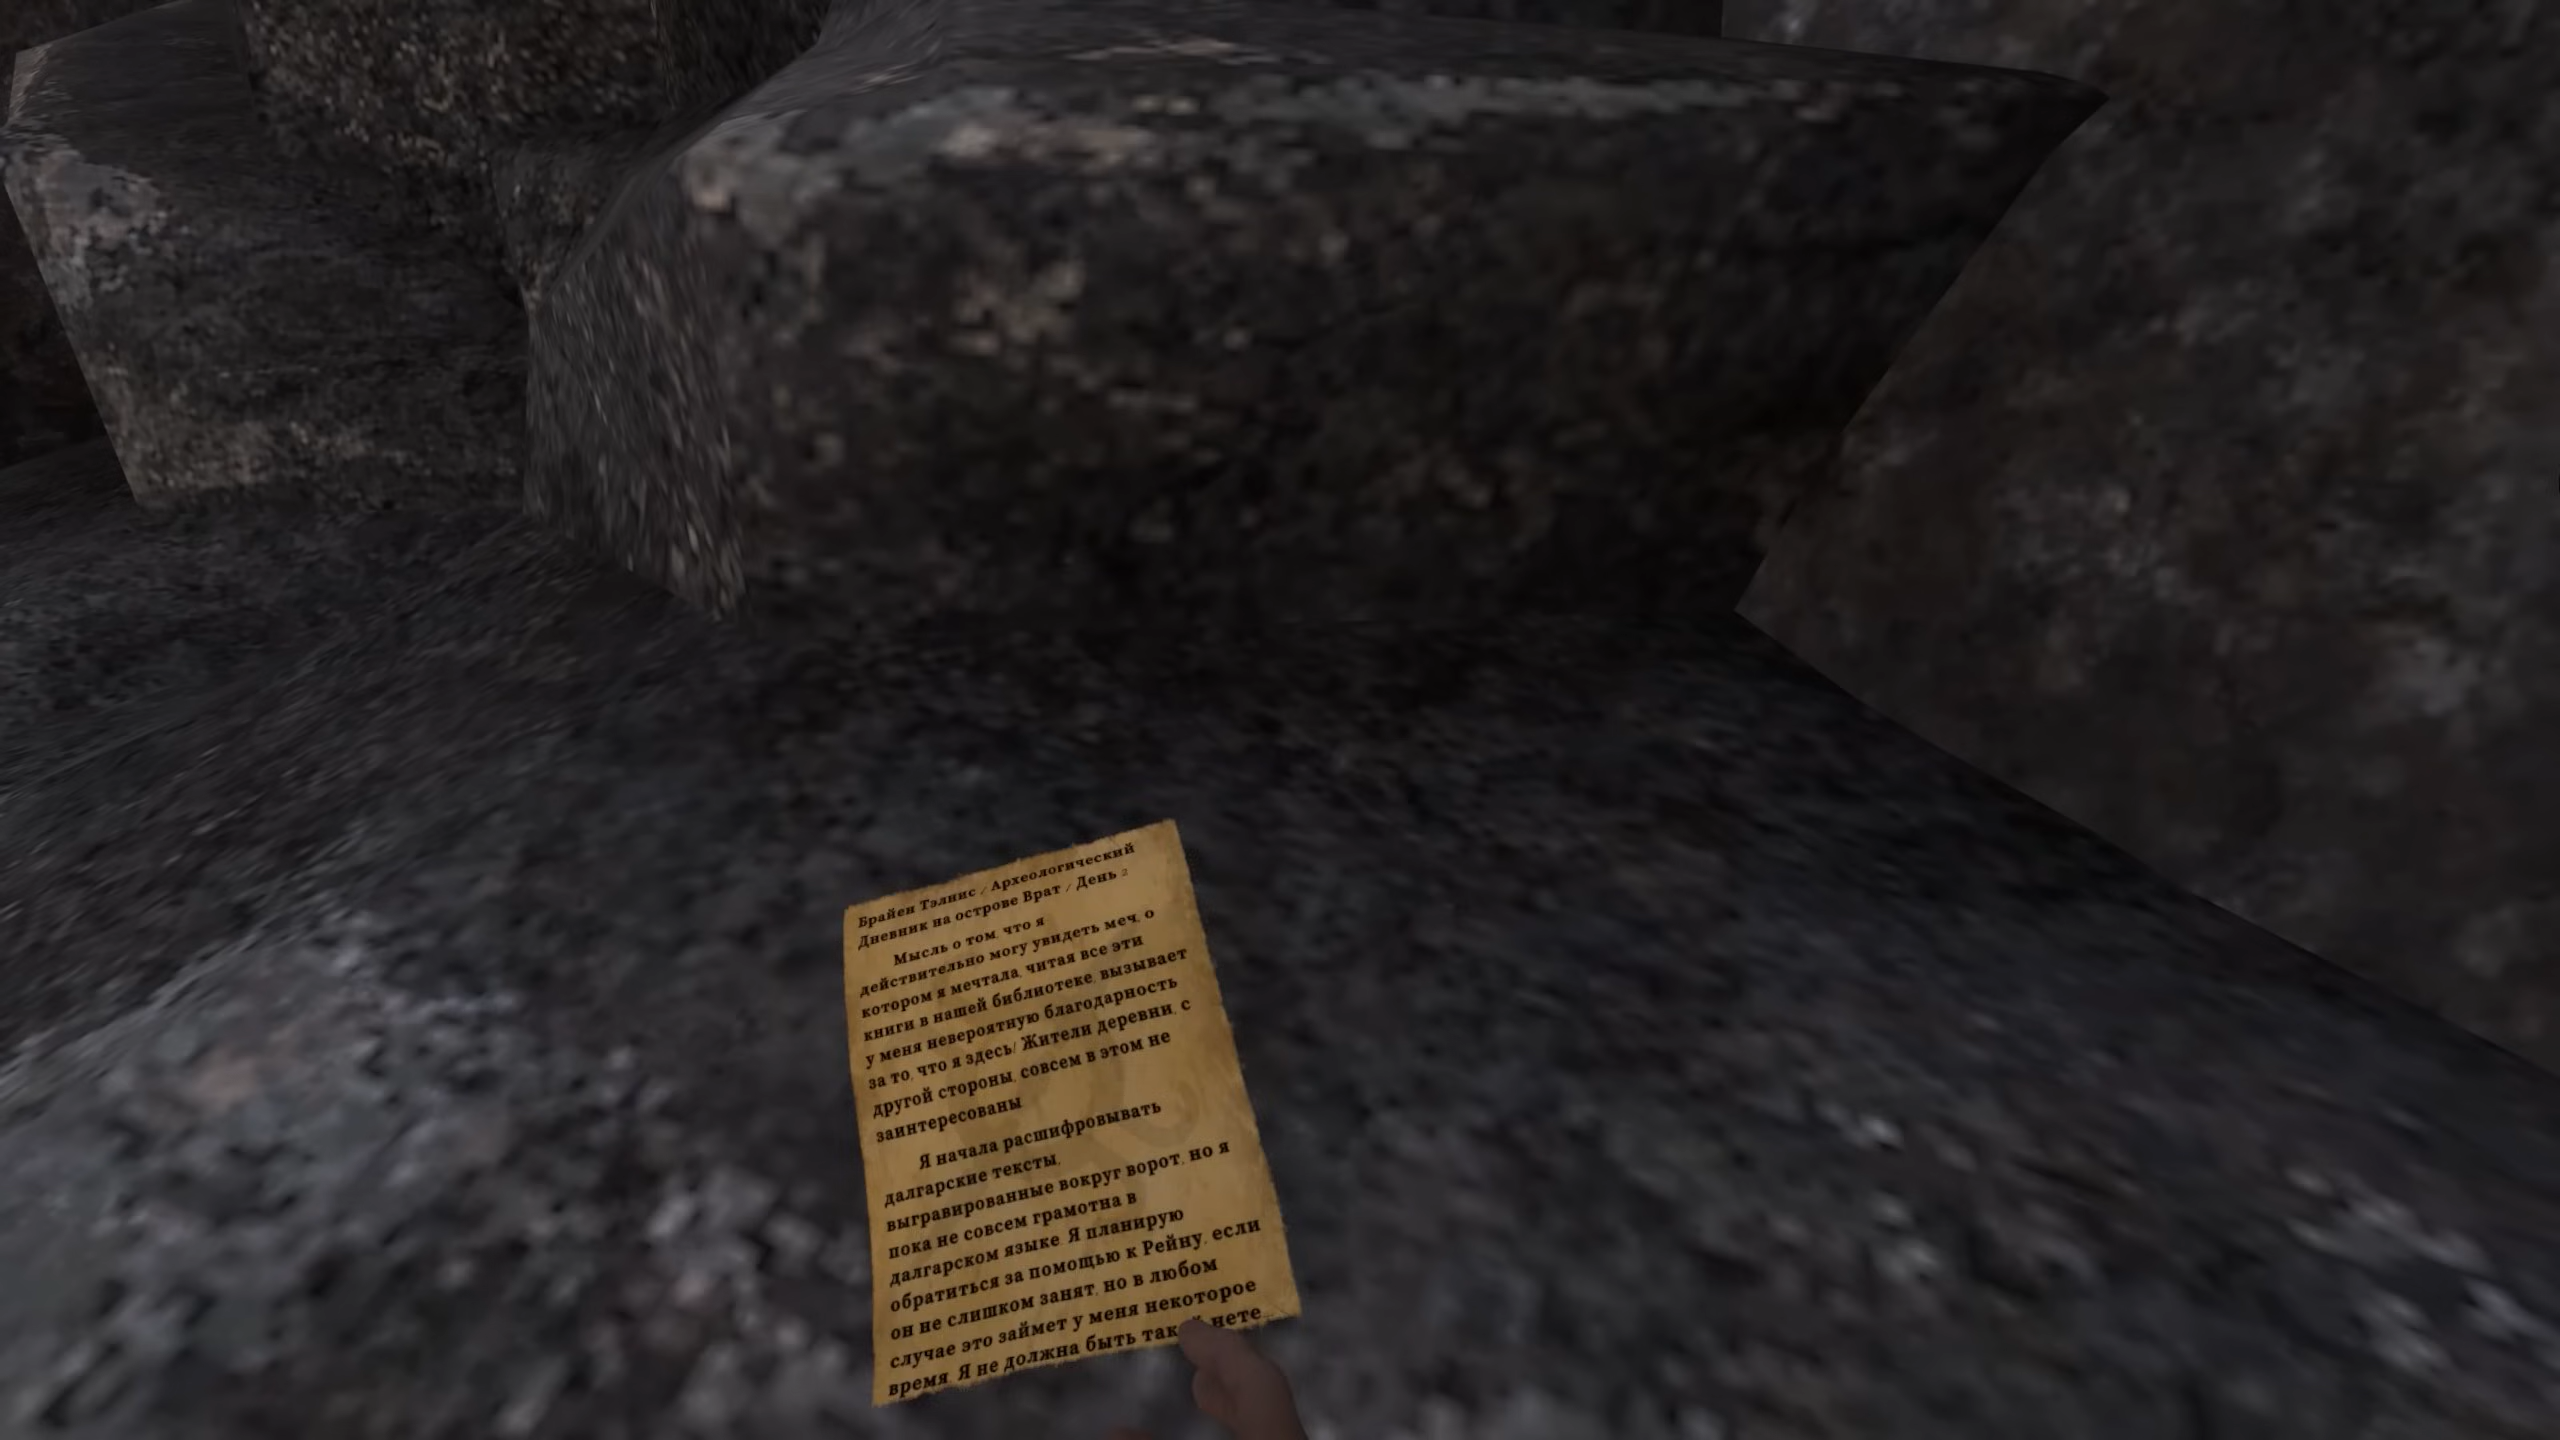 Брайен Тэлнис / Археологический
Дневник на острове Врат / День 2
Мысль о том, что я
действительно могу увидеть меч, о
котором я мечтала, читая все эти
книги в нашей библиотеке, вызывает
у меня невероятную благодарность
за то, что я здесь! Жители деревни, с
другой стороны, совсем в этом не
заинтересованы
Я начала расшифровывать
далгарские тексты,
выгравированные вокруг ворот, но я
пока не совсем грамотна в
далгарском языке. Я планирую
обратиться за помощью к Рейну, если
он не слишком занят, но в любом
случае это займет у меня некоторое
время. Я не должна быть